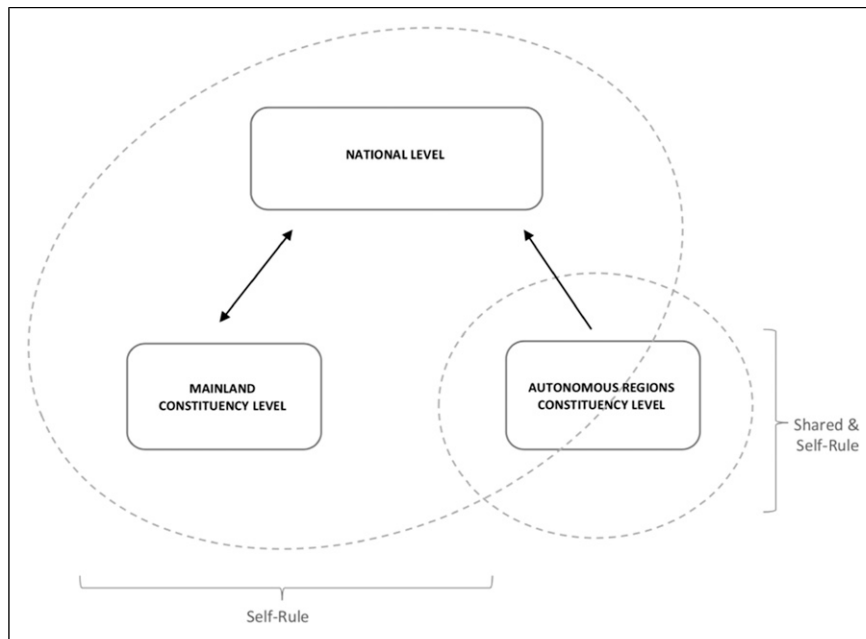 NATIONAL LEVEL
MAINLAND
CONSTITUENCY LEVEL
AUTONOMOUS REGIONS
CONSTITUENCY LEVEL
Shared &
Self-Rule
Self-Rule